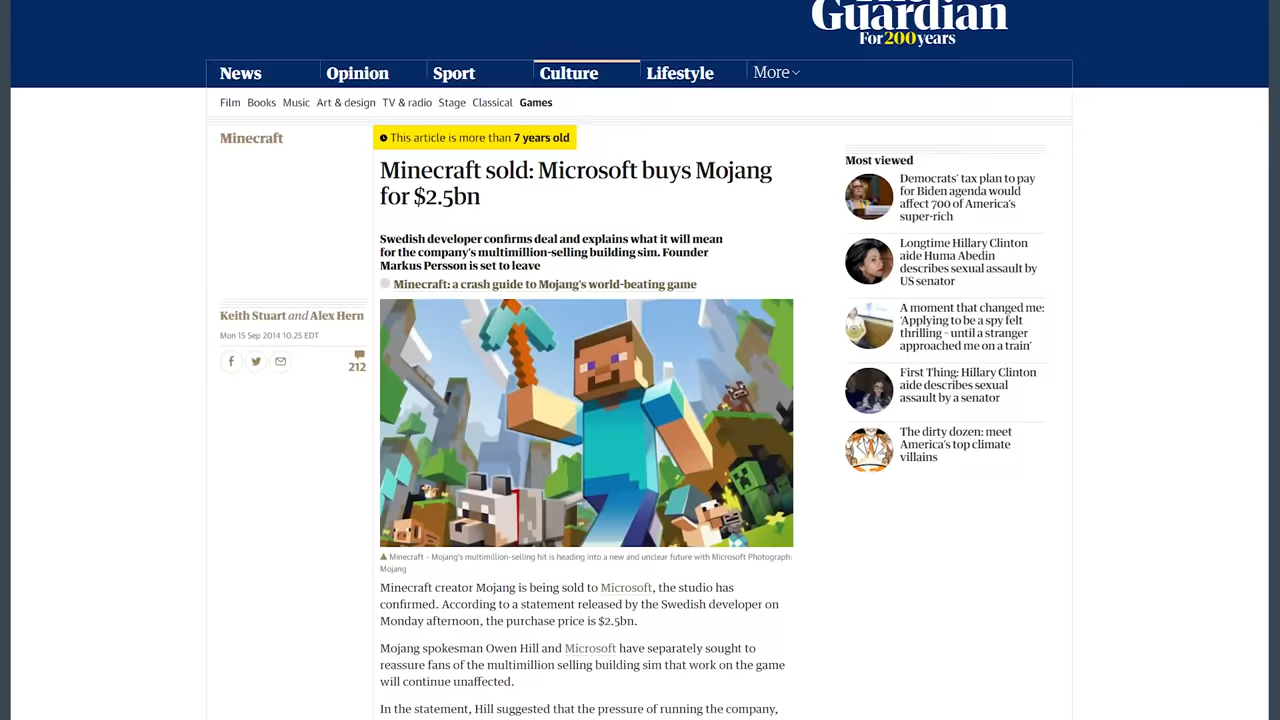 The
Guardian
For 200 years
News
Opinion
Sport
Culture
Lifestyle
More
Film Books Music Art & design TV & radio Stage Classical Games
Minecraft
This article is more than 7 years old
Minecraft sold: Microsoft buys Mojang
for $2.5bn
Swedish developer confirms deal and explains what it will mean
for the company's multimillion-selling building sim. Founder
Markus Persson is set to leave
Minecraft: a crash guide to Mojang's world-beating game
Keith Stuart and Alex Hern
Mon 15 Sep 2014 10.25 EDT
212
Minecraft – Mojang's multimillion-selling hit is heading into a new and unclear future with Microsoft Photograph:
Mojang
Minecraft creator Mojang is being sold to Microsoft, the studio has
confirmed. According to a statement released by the Swedish developer on
Monday afternoon, the purchase price is $2.5bn.
Mojang spokesman Owen Hill and Microsoft have separately sought to
reassure fans of the multimillion selling building sim that work on the game
will continue unaffected.
In the statement, Hill suggested that the pressure of running the company,
Most viewed
Democrats' tax plan to pay
for Biden agenda would
affect 700 of America's
super-rich
Longtime Hillary Clinton
aide Huma Abedin
describes sexual assault by
US senator
A moment that changed me:
'Applying to be a spy felt
thrilling – until a stranger
approached me on a train'
First Thing: Hillary Clinton
aide describes sexual
assault by a senator
The dirty dozen: meet
America's top climate
villains